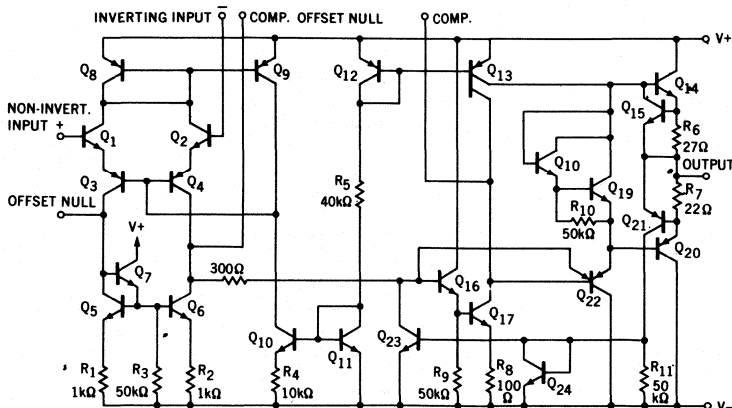 INVERTING INPUT –
COMP. OFFSET NULL
COMP.
V+
Q8
Q9
Q12
Q13
Q14
NON-INVERT.
INPUT +
Q1
Q2
Q15
R6
27Ω
Q3
Q4
Q10
Q19
OUTPUT
OFFSET NULL
R5
40kΩ
R10
50kΩ
R7
22Ω
V+
Q7
Q21
Q20
300Ω
Q5
Q6
Q16
Q22
Q17
Q10
Q11
Q23
Q24
R1
1kΩ
R3
50kΩ
R2
1kΩ
R4
10kΩ
R9
50kΩ
R8
100
Ω
R11
50
kΩ
V–